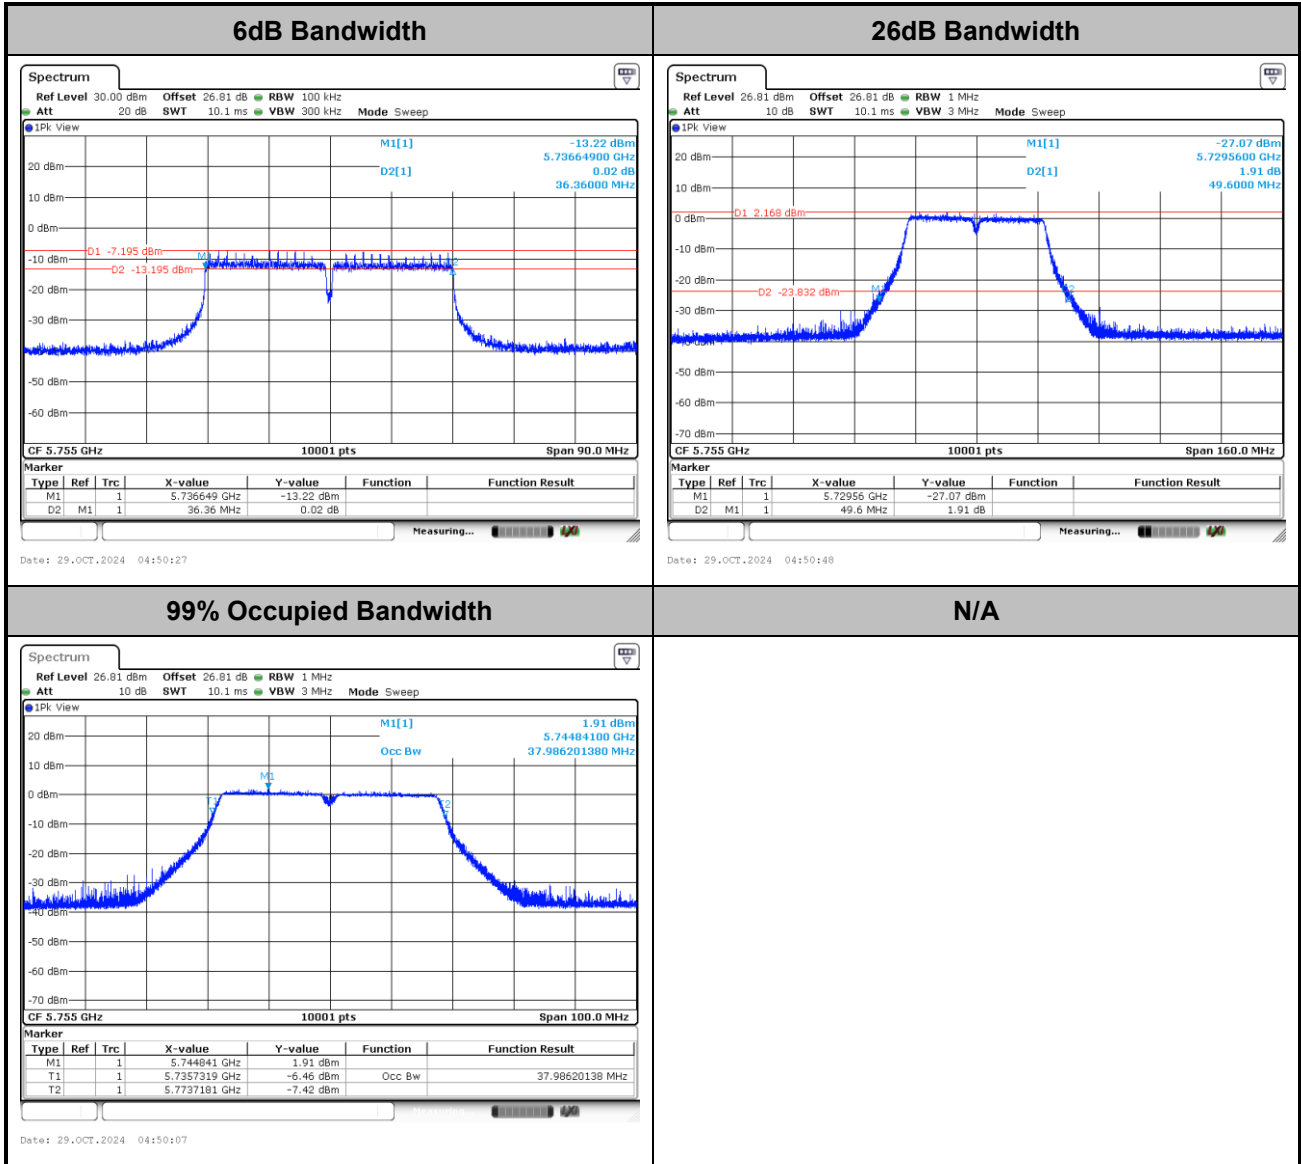 6dB Bandwidth
26dB Bandwidth
Spectrum
Ref Level 30.00 dBm Offset 26.81 dB RBW 100 kHz
Att 20 dB SWT 10.1 ms VBW 300 kHz Mode Sweep
1Pk View
M1[1] -13.22 dBm
5.73664900 GHz
D2[1] 0.02 dB
36.36000 MHz
20 dBm
10 dBm
0 dBm
D1 -7.195 dBm
-10 dBm
M1
D2
D2 -13.195 dBm
-20 dBm
-30 dBm
-50 dBm
-60 dBm
CF 5.755 GHz 10001 pts Span 90.0 MHz
Marker
Type Ref Trc X-value Y-value Function Function Result
M1 1 5.736649 GHz -13.22 dBm
D2 M1 1 36.36 MHz 0.02 dB
Measuring...
Date: 29.OCT.2024 04:50:27
Spectrum
Ref Level 26.81 dBm Offset 26.81 dB RBW 1 MHz
Att 10 dB SWT 10.1 ms VBW 3 MHz Mode Sweep
1Pk View
M1[1] -27.07 dBm
5.7295600 GHz
D2[1] 1.91 dB
49.6000 MHz
20 dBm
10 dBm
0 dBm
D1 2.168 dBm
-10 dBm
-20 dBm
D2 -23.832 dBm
M1
D2
-30 dBm
-40 dBm
-50 dBm
-60 dBm
-70 dBm
CF 5.755 GHz 10001 pts Span 160.0 MHz
Marker
Type Ref Trc X-value Y-value Function Function Result
M1 1 5.72956 GHz -27.07 dBm
D2 M1 1 49.6 MHz 1.91 dB
Measuring...
Date: 29.OCT.2024 04:50:48
99% Occupied Bandwidth
N/A
Spectrum
Ref Level 26.81 dBm Offset 26.81 dB RBW 1 MHz
Att 10 dB SWT 10.1 ms VBW 3 MHz Mode Sweep
1Pk View
M1[1] 1.91 dBm
5.74484100 GHz
Occ Bw 37.986201380 MHz
20 dBm
10 dBm
M1
0 dBm
T1
T2
-10 dBm
-20 dBm
-30 dBm
-40 dBm
-50 dBm
-60 dBm
-70 dBm
CF 5.755 GHz 10001 pts Span 100.0 MHz
Marker
Type Ref Trc X-value Y-value Function Function Result
M1 1 5.744841 GHz 1.91 dBm
T1 1 5.7357319 GHz -6.46 dBm Occ Bw 37.98620138 MHz
T2 1 5.7737181 GHz -7.42 dBm
Measuring...
Date: 29.OCT.2024 04:50:07